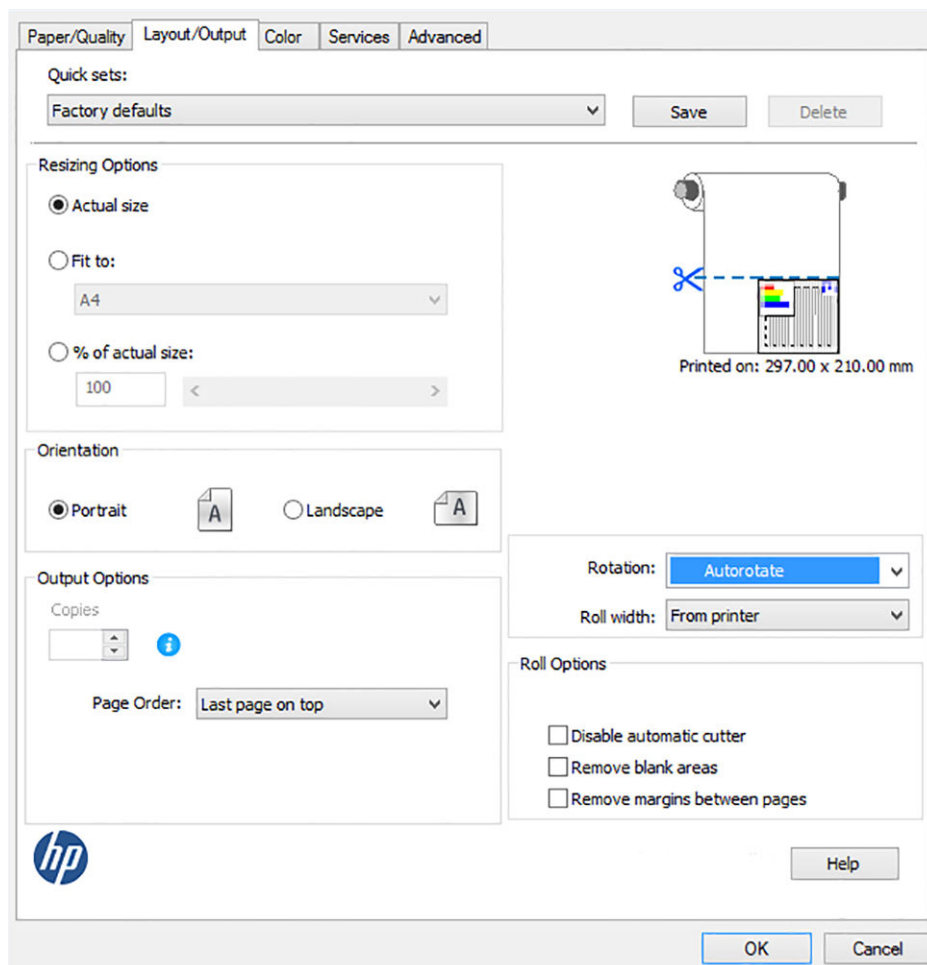 Paper/Quality Layout/Output Color Services Advanced
Quick sets:
Factory defaults Save Delete
Resizing Options
Actual size
Fit to:
A4
% of actual size:
100
Printed on: 297.00 x 210.00 mm
Orientation
A Portrait A Landscape
Rotation: Autorotate
Roll width: From printer
Output Options
Copies
Page Order: Last page on top
Roll Options
Disable automatic cutter
Remove blank areas
Remove margins between pages
hp
Help
OK Cancel